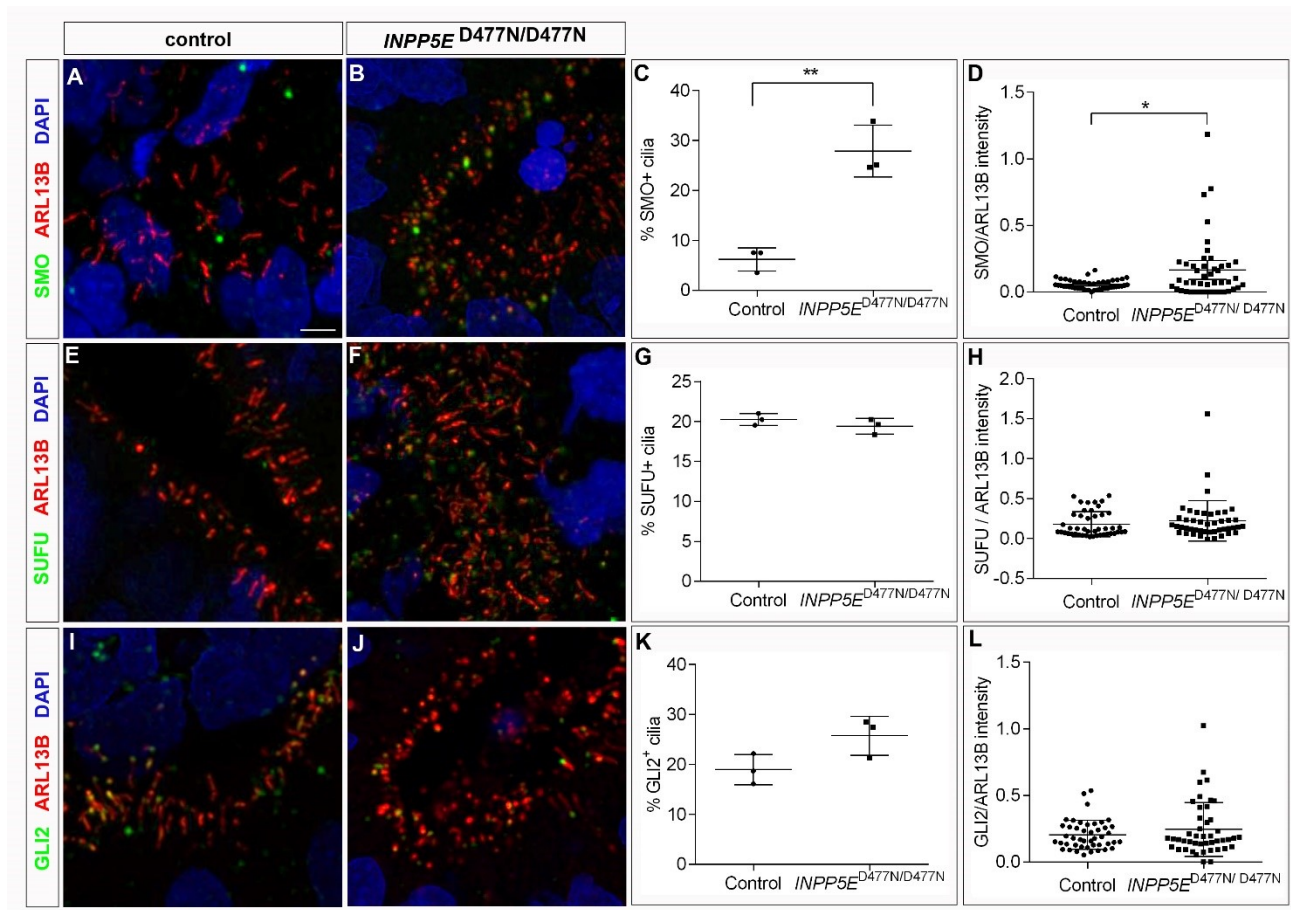 control
INPP5E D477N/D477N
SMO ARL13B DAPI
A
B
C
**
% SMO+ cilia
40
30
20
10
0
Control INPP5E D477N/D477N
D
*
SMO/ARL13B intensity
1.5
1.0
0.5
0.0
Control INPP5E D477N/ D477N
SUFU ARL13B DAPI
E
F
G
% SUFU+ cilia
25
20
15
10
5
0
Control INPP5E D477N/D477N
H
SUFU / ARL13B intensity
2.0
1.5
1.0
0.5
0.0
-0.5
Control INPP5E D477N/ D477N
GLI2 ARL13B DAPI
I
J
K
% GLI2+ cilia
40
30
20
10
0
Control INPP5E D477N/D477N
L
GLI2/ARL13B intensity
1.5
1.0
0.5
0.0
Control INPP5E D477N/ D477N